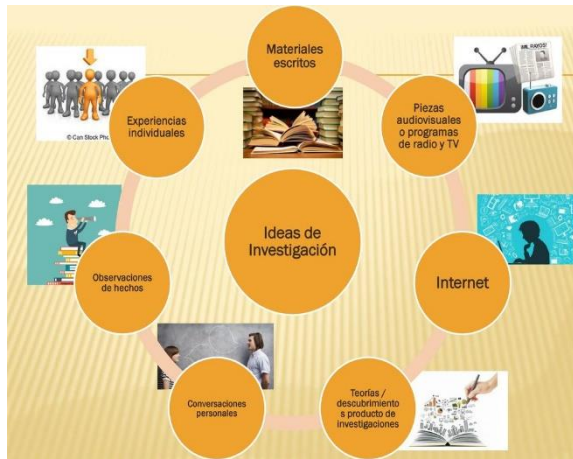 Materiales
escritos
Piezas
audiovisuales
o programas
de radio y TV
Internet
Teorías /
descubrimiento
s producto de
investigaciones
Conversaciones
personales
Observaciones
de hechos
Experiencias
individuales
Ideas de
Investigación
© Can Stock Pho